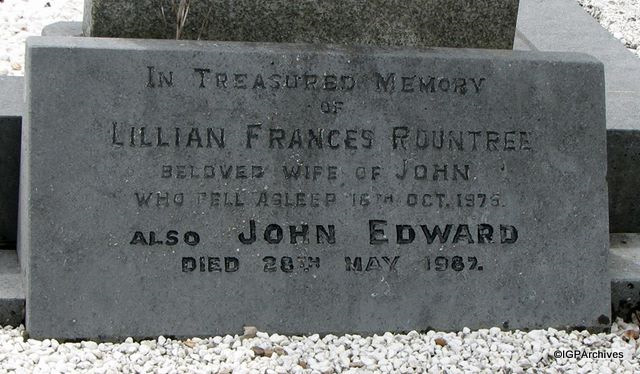 In Treasured Memory
of
Lillian Frances Rountree
beloved wife of John
who fell asleep 16th Oct. 1975.
also John Edward
died 28th May 1987.
©IGPArchives